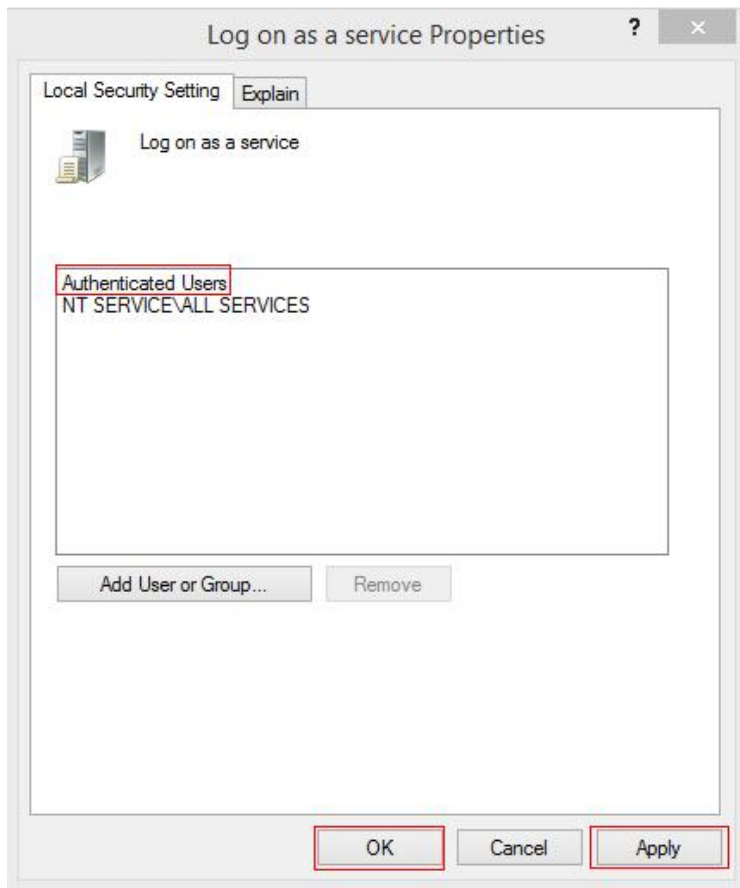 Log on as a service Properties
?
×
Local Security Setting
Explain
Log on as a service
Authenticated Users
NT SERVICE\ALL SERVICES
Add User or Group...
Remove
OK
Cancel
Apply